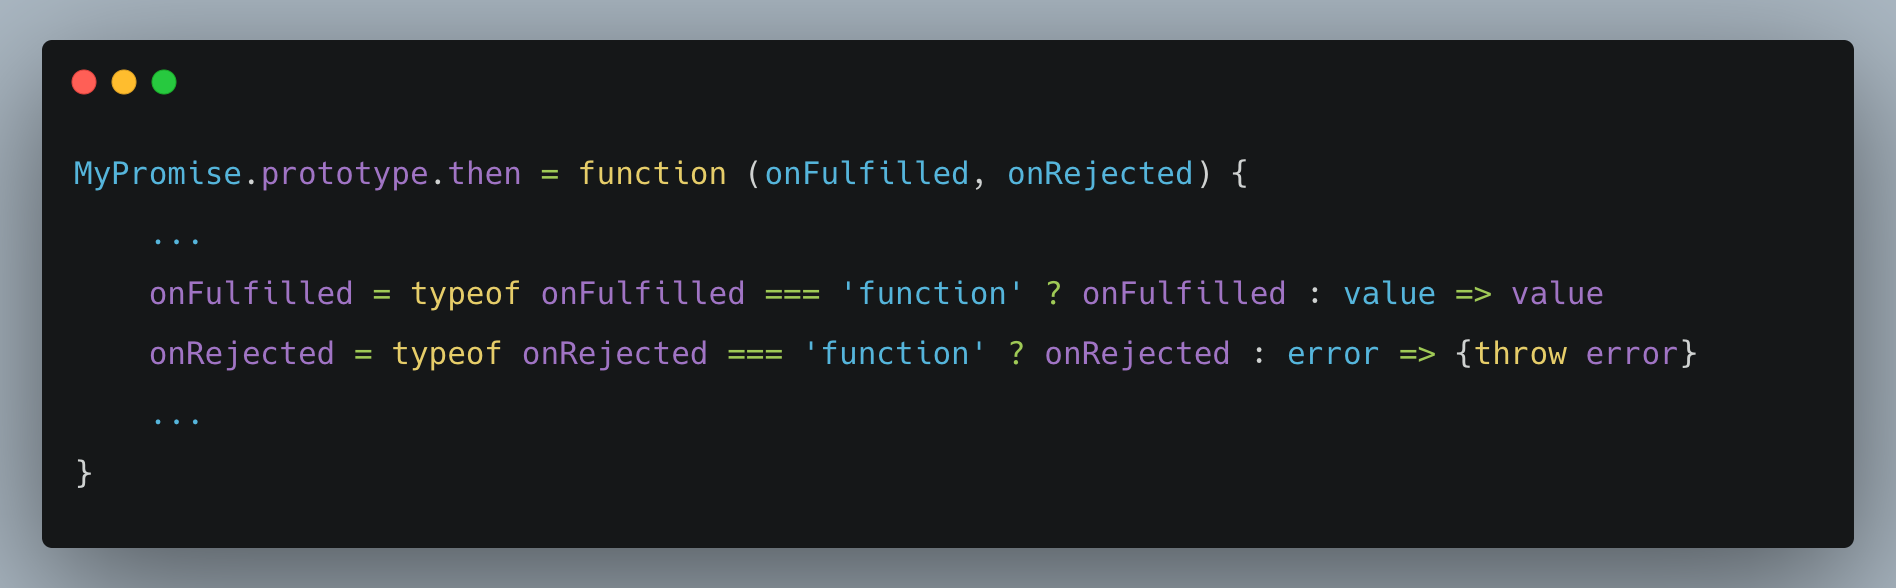 MyPromise.prototype.then = function (onFulfilled, onRejected) {
...
onFulfilled = typeof onFulfilled === 'function' ? onFulfilled : value => value
onRejected = typeof onRejected === 'function' ? onRejected : error => {throw error}
...
}